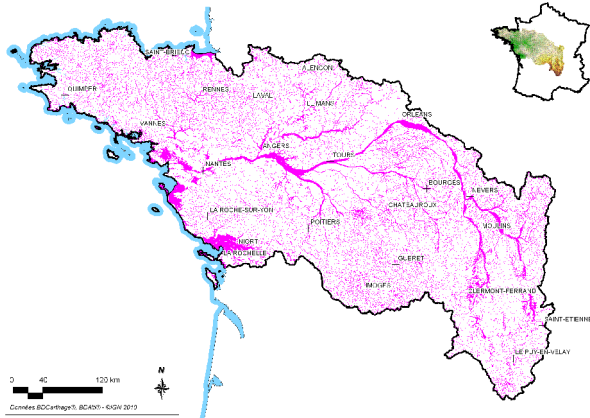 SAINT-BRIEUC
ALENCON
QUIMPER
RENNES
LAVAL
LE MANS
VANNES
ORLEANS
ANGERS
TOURS
NANTES
BOURGES
NEVERS
CHATEAUROUX
LA ROCHE-SUR-YON
POITIERS
MOULINS
NIORT
LA ROCHELLE
GUERET
LIMOGES
CLERMONT-FERRAND
SAINT-ETIENNE
LE PUY-EN-VELAY
N
0 40 120 km
Données BDCarthage®, BDAlti® - ©IGN 2010